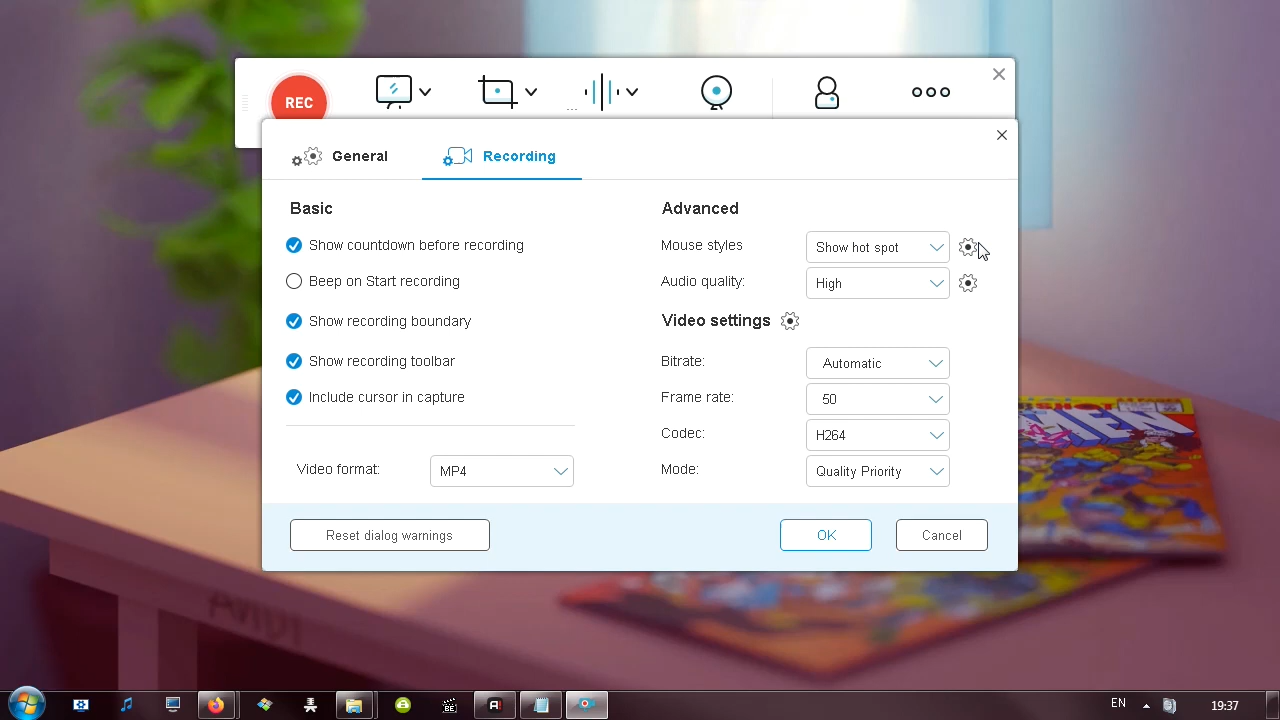 REC
General
Recording
Basic
Advanced
Show countdown before recording
Mouse styles
Show hot spot
Beep on Start recording
Audio quality:
High
Show recording boundary
Video settings
Show recording toolbar
Bitrate:
Automatic
Include cursor in capture
Frame rate:
50
Codec:
H264
Video format:
MP4
Mode:
Quality Priority
Reset dialog warnings
OK
Cancel
EN
19:37